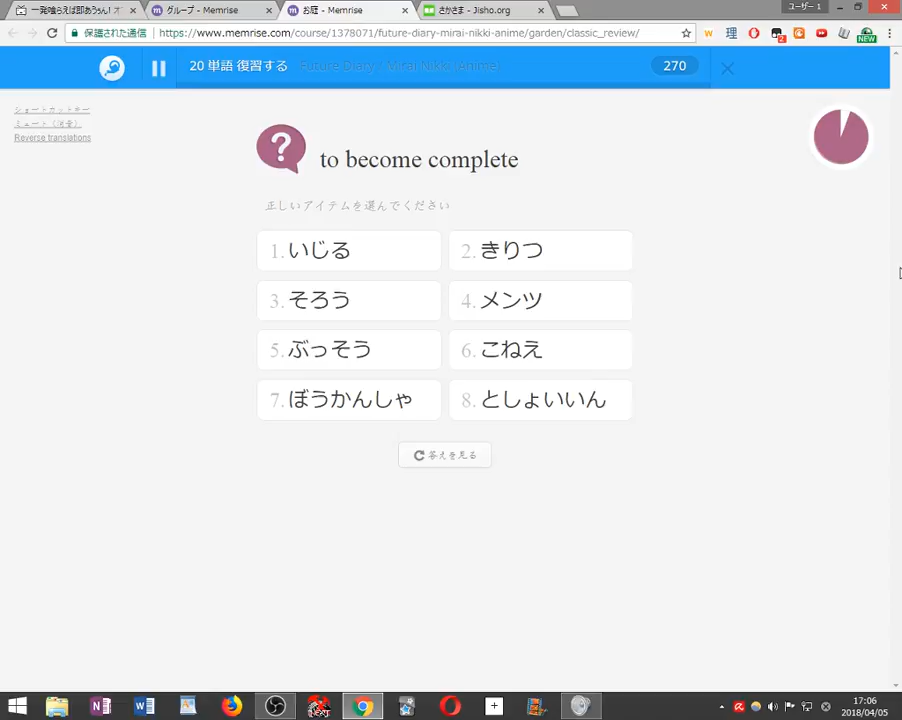 一発喰らえば即あうぅん!
グループ - Memrise
お庭 - Memrise
さかさま - Jisho.org
ユーザー 1
保護された通信
https://www.memrise.com/course/1378071/future-diary-mirai-nikki-anime/garden/classic_review/
20 単語 復習する
Future Diary / Mirai Nikki (Anime)
270
ショートカットキー
ミュート（消音）
Reverse translations
? to become complete
正しいアイテムを選んでください
1. いじる
2. きりつ
3. そろう
4. メンツ
5. ぶっそう
6. こねえ
7. ぼうかんしゃ
8. としょいいん
答えを見る
17:06
2018/04/05